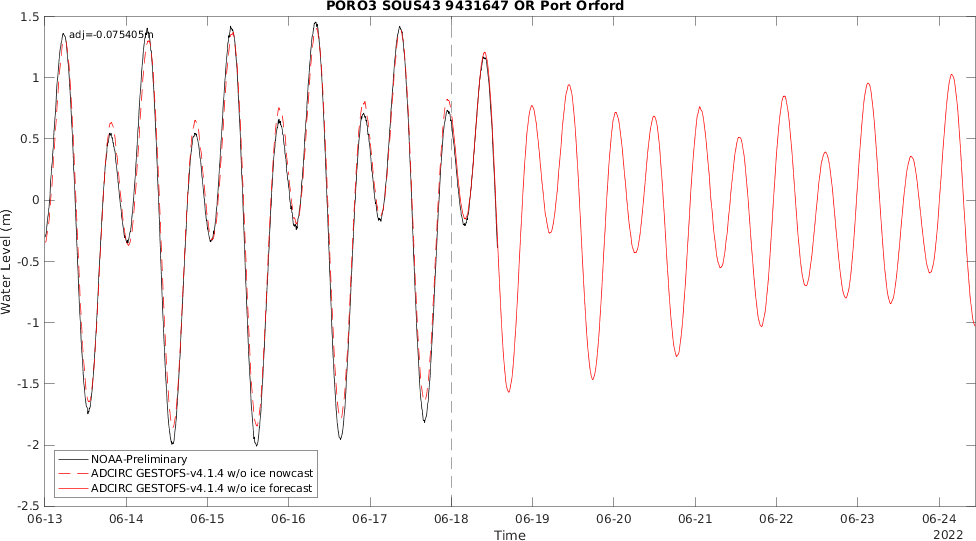 PORO3 SOUS43 9431647 OR Port Orford
adj=-0.075405m
1.5
1
0.5
0
-0.5
-1
-1.5
-2
-2.5
Water Level (m)
NOAA-Preliminary
ADCIRC GESTOFS-v4.1.4 w/o ice nowcast
ADCIRC GESTOFS-v4.1.4 w/o ice forecast
06-13 06-14 06-15 06-16 06-17 06-18 06-19 06-20 06-21 06-22 06-23 06-24
Time
2022